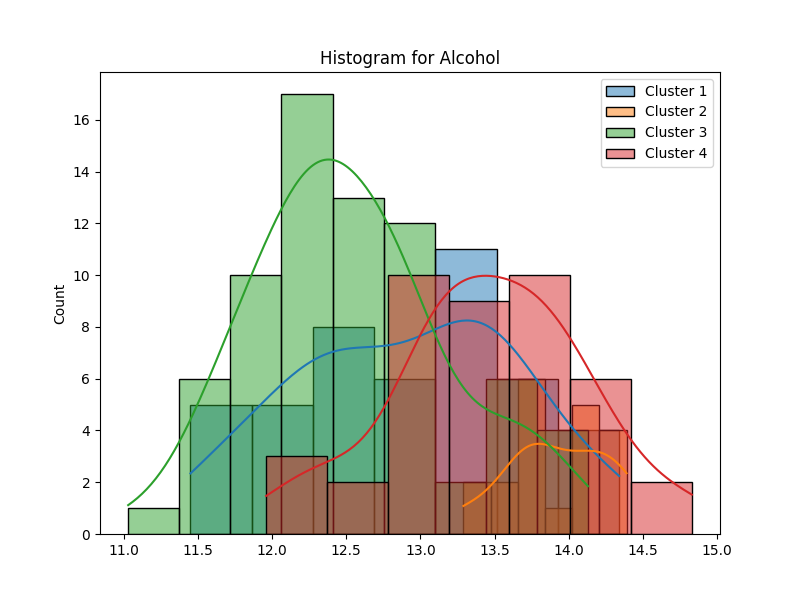 Histogram for Alcohol
Cluster 1
Cluster 2
Cluster 3
Cluster 4
Count
16
14
12
10
8
6
4
2
0
11.0 11.5 12.0 12.5 13.0 13.5 14.0 14.5 15.0